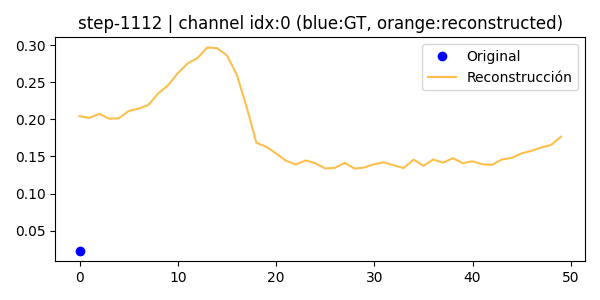 step-1112 | channel idx:0 (blue:GT, orange:reconstructed)
Original
Reconstrucción
0.30
0.25
0.20
0.15
0.10
0.05
0 10 20 30 40 50